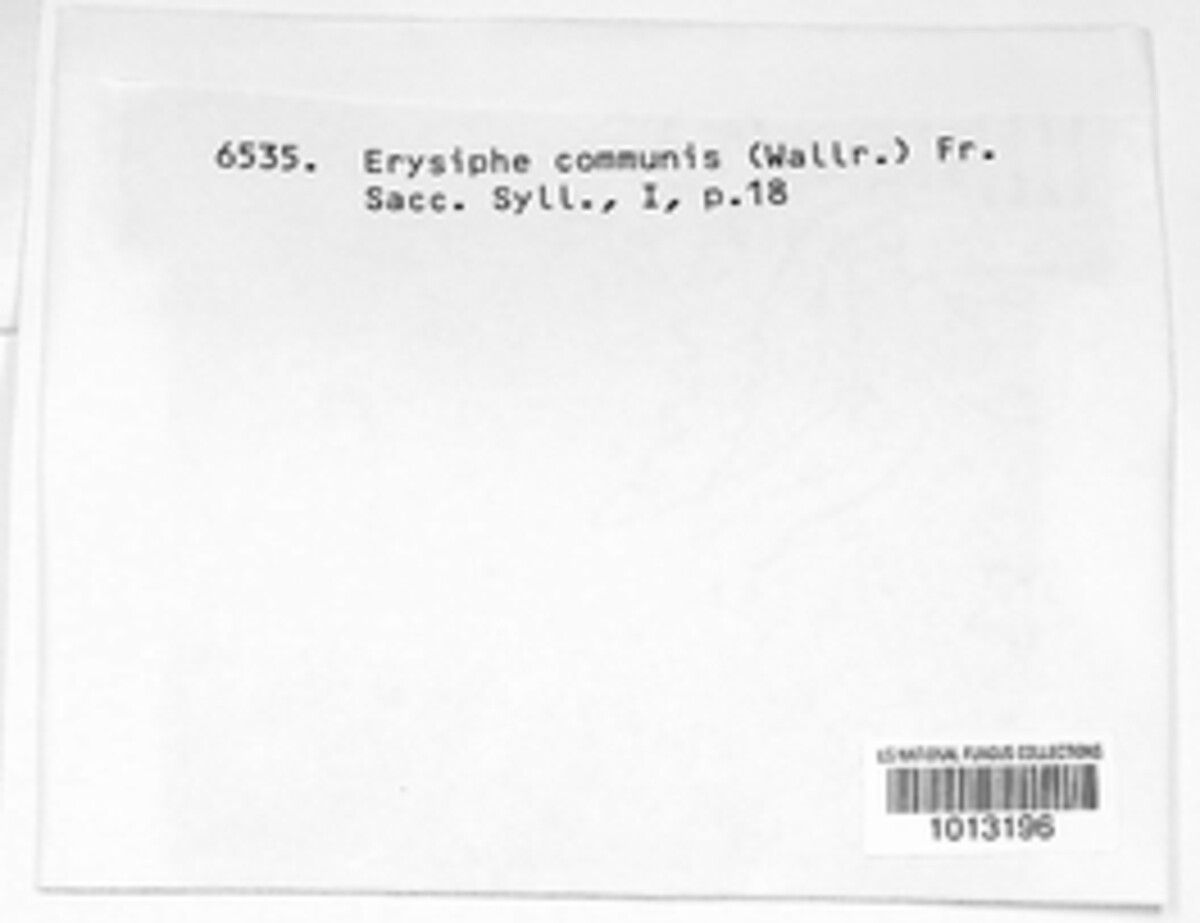 6535. Erysiphe communis (Wallr.) Fr.
Sacc. Syll., I, p.18
US NATIONAL FUNGUS COLLECTIONS
1013196